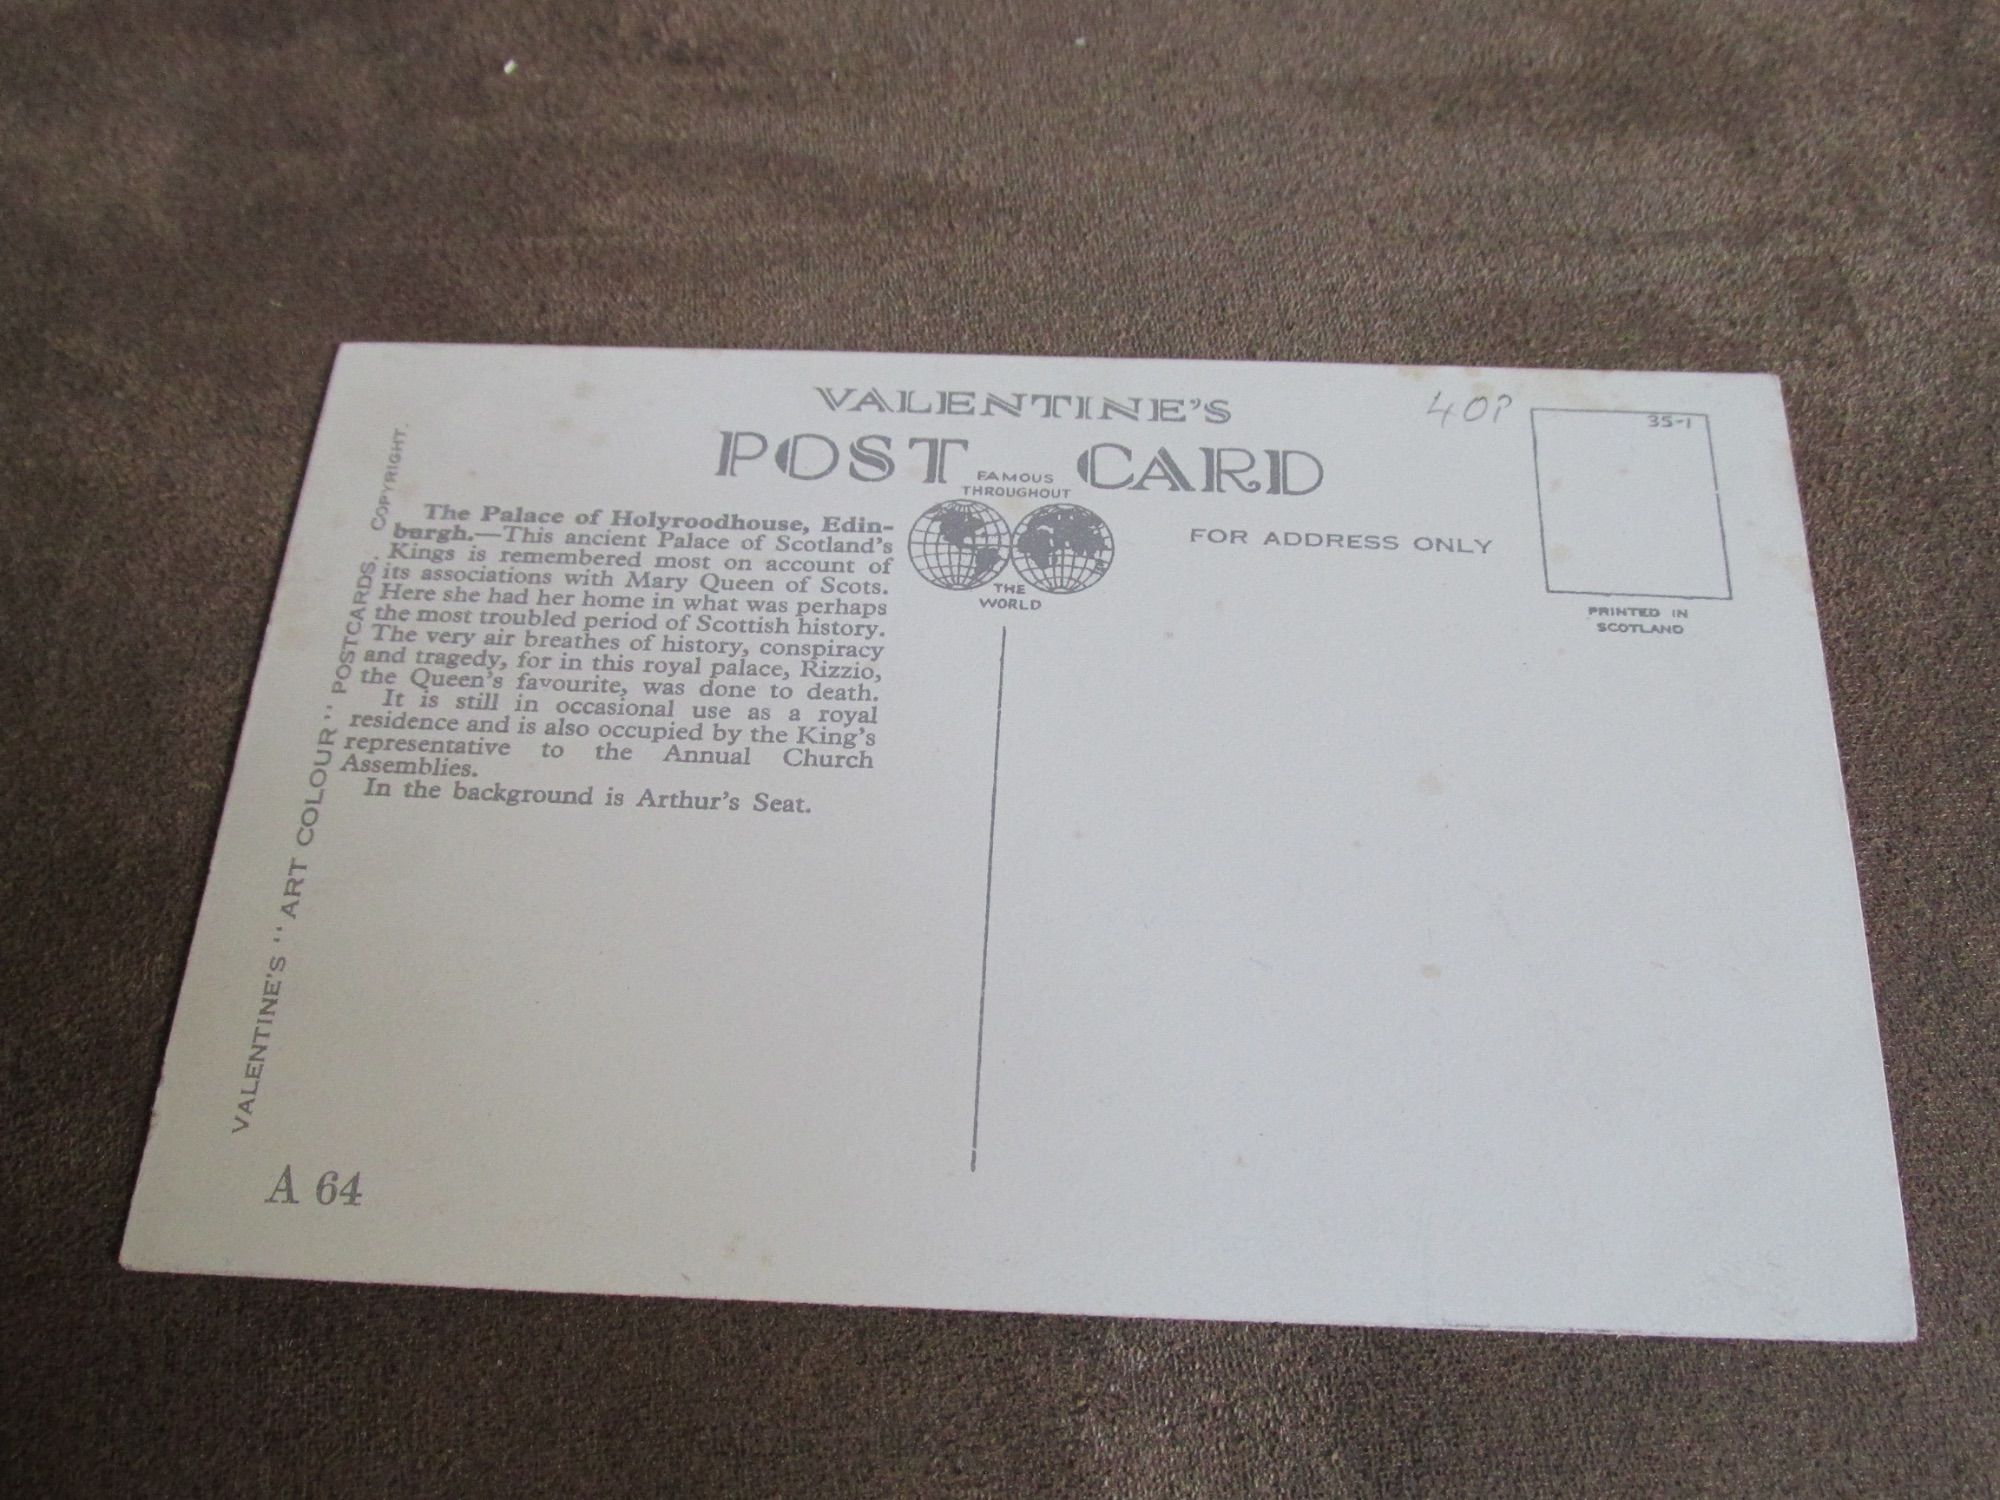 VALENTINE'S
POST CARD
FAMOUS
THROUGHOUT
THE
WORLD
40P
35-1
PRINTED IN
SCOTLAND
FOR ADDRESS ONLY
The Palace of Holyroodhouse, Edin-
burgh.—This ancient Palace of Scotland's
Kings is remembered most on account of
its associations with Mary Queen of Scots.
Here she had her home in what was perhaps
the most troubled period of Scottish history.
The very air breathes of history, conspiracy
and tragedy, for in this royal palace, Rizzio,
the Queen's favourite, was done to death.
It is still in occasional use as a royal
residence and is also occupied by the King's
representative to the Annual Church
Assemblies.
In the background is Arthur's Seat.
VALENTINE'S "ART COLOUR" POSTCARDS. COPYRIGHT.
A 64